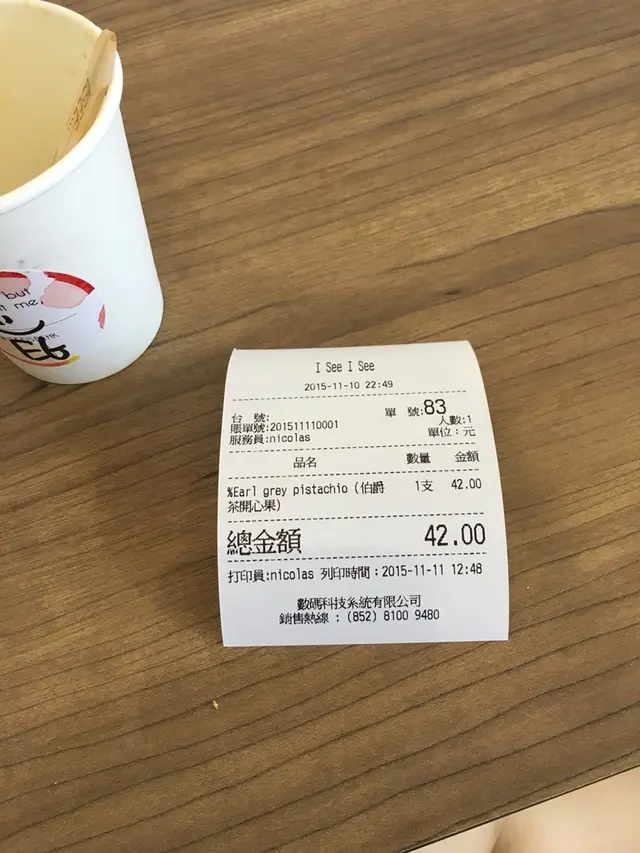 but
me
I See I See
2015-11-10 22:49
台 號:
單 號:83
賬單號:201511110001
人數:1
服務員:nicolas
單位：元
品名 數量 金額
%Earl grey pistachio (伯爵 1支 42.00
茶開心果)
總金額 42.00
打印員:nicolas 列印時間：2015-11-11 12:48
數碼科技系統有限公司
銷售熱線 : (852) 8100 9480